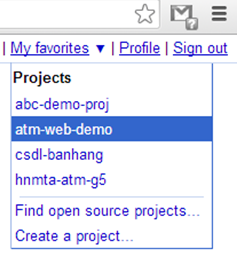 | My favorites ▼ | Profile | Sign out
Projects
abc-demo-proj
atm-web-demo
csdl-banhang
hnmta-atm-g5
Find open source projects...
Create a project...